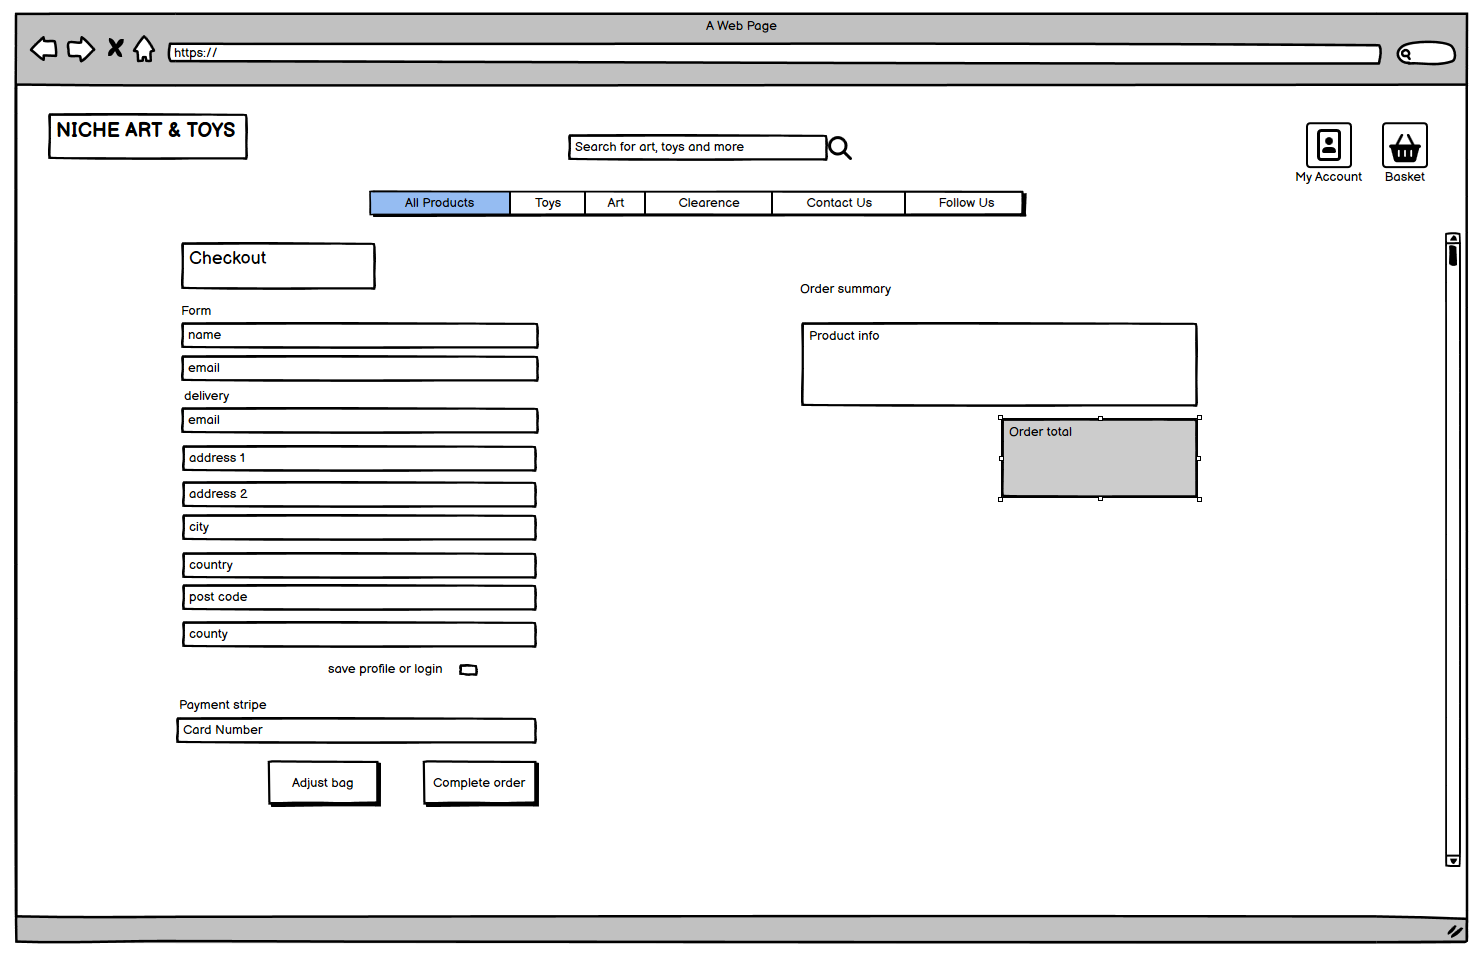 A Web Page
https://
NICHE ART & TOYS
Search for art, toys and more
My Account
Basket
All Products
Toys
Art
Clearence
Contact Us
Follow Us
Checkout
Form
name
email
delivery
email
address 1
address 2
city
country
post code
county
save profile or login
Payment stripe
Card Number
Adjust bag
Complete order
Order summary
Product info
Order total